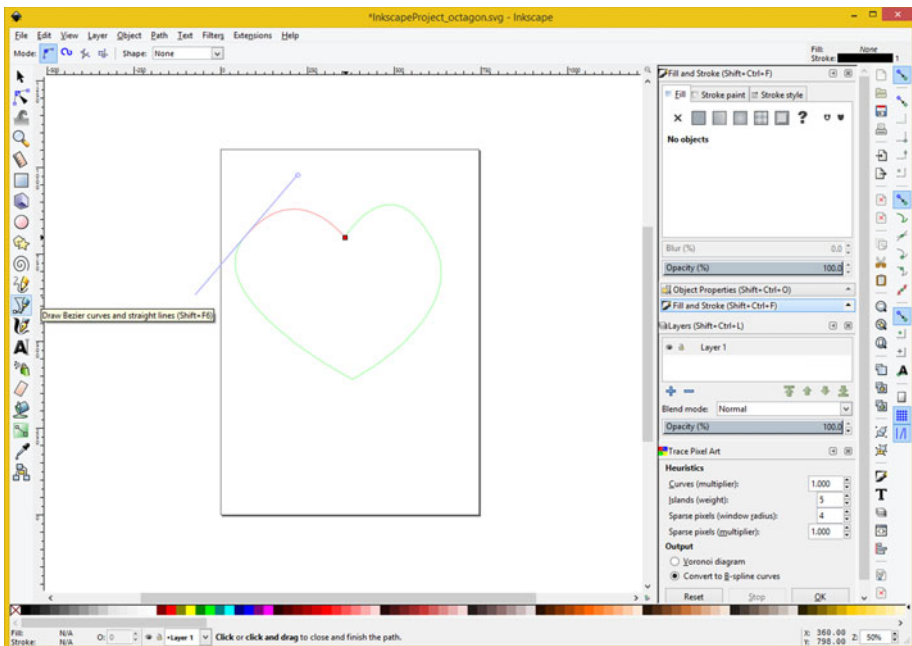 *InkscapeProject_octagon.svg - Inkscape
File Edit View Layer Object Path Text Filters Extensions Help
Mode: Shape: None
Fill: None
Stroke: 1
Fill and Stroke (Shift+Ctrl+F)
Fill Stroke paint Stroke style
No objects
Blur (%) 0.0
Opacity (%) 100.0
Object Properties (Shift+Ctrl+O)
Fill and Stroke (Shift+Ctrl+F)
Draw Bezier curves and straight lines (Shift+F6)
Layers (Shift+Ctrl+L)
Layer 1
Blend mode: Normal
Opacity (%) 100.0
Trace Pixel Art
Heuristics
Curves (multiplier): 1.000
Islands (weight): 5
Sparse pixels (window radius): 4
Sparse pixels (multiplier): 1.000
Output
Voronoi diagram
Convert to B-spline curves
Reset Stop OK
Fill: N/A
Stroke: N/A
O: 0
Layer 1
Click or click and drag to close and finish the path.
X: 360.00
Y: 798.00
Z: 50%